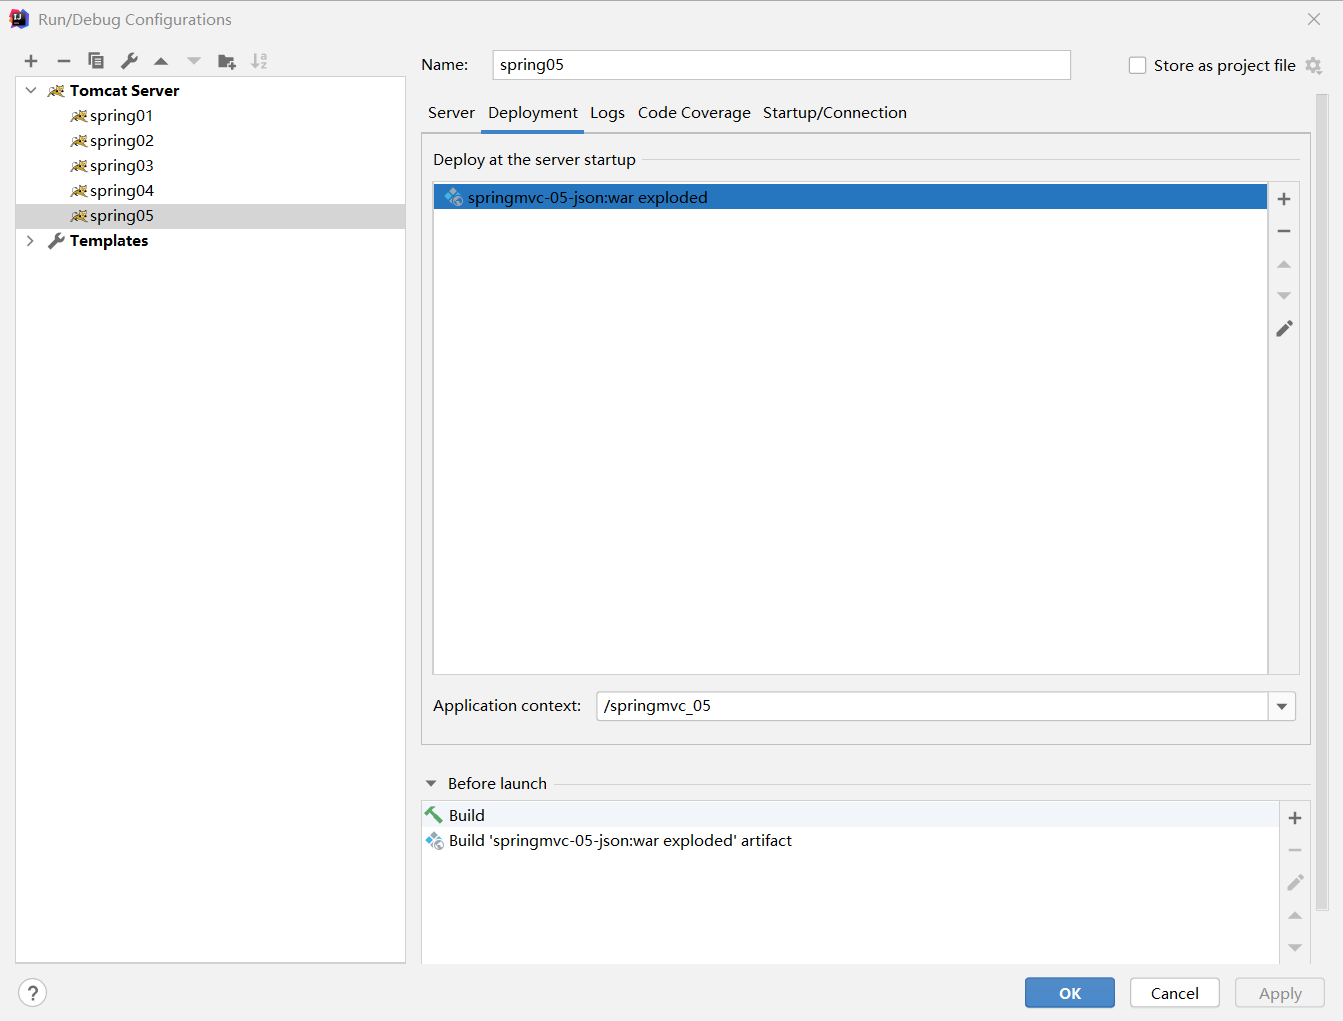 Run/Debug Configurations
Tomcat Server
spring01
spring02
spring03
spring04
spring05
Templates
Name: spring05
Store as project file
Server Deployment Logs Code Coverage Startup/Connection
Deploy at the server startup
springmvc-05-json:war exploded
Application context: /springmvc_05
Before launch
Build
Build 'springmvc-05-json:war exploded' artifact
? OK Cancel Apply